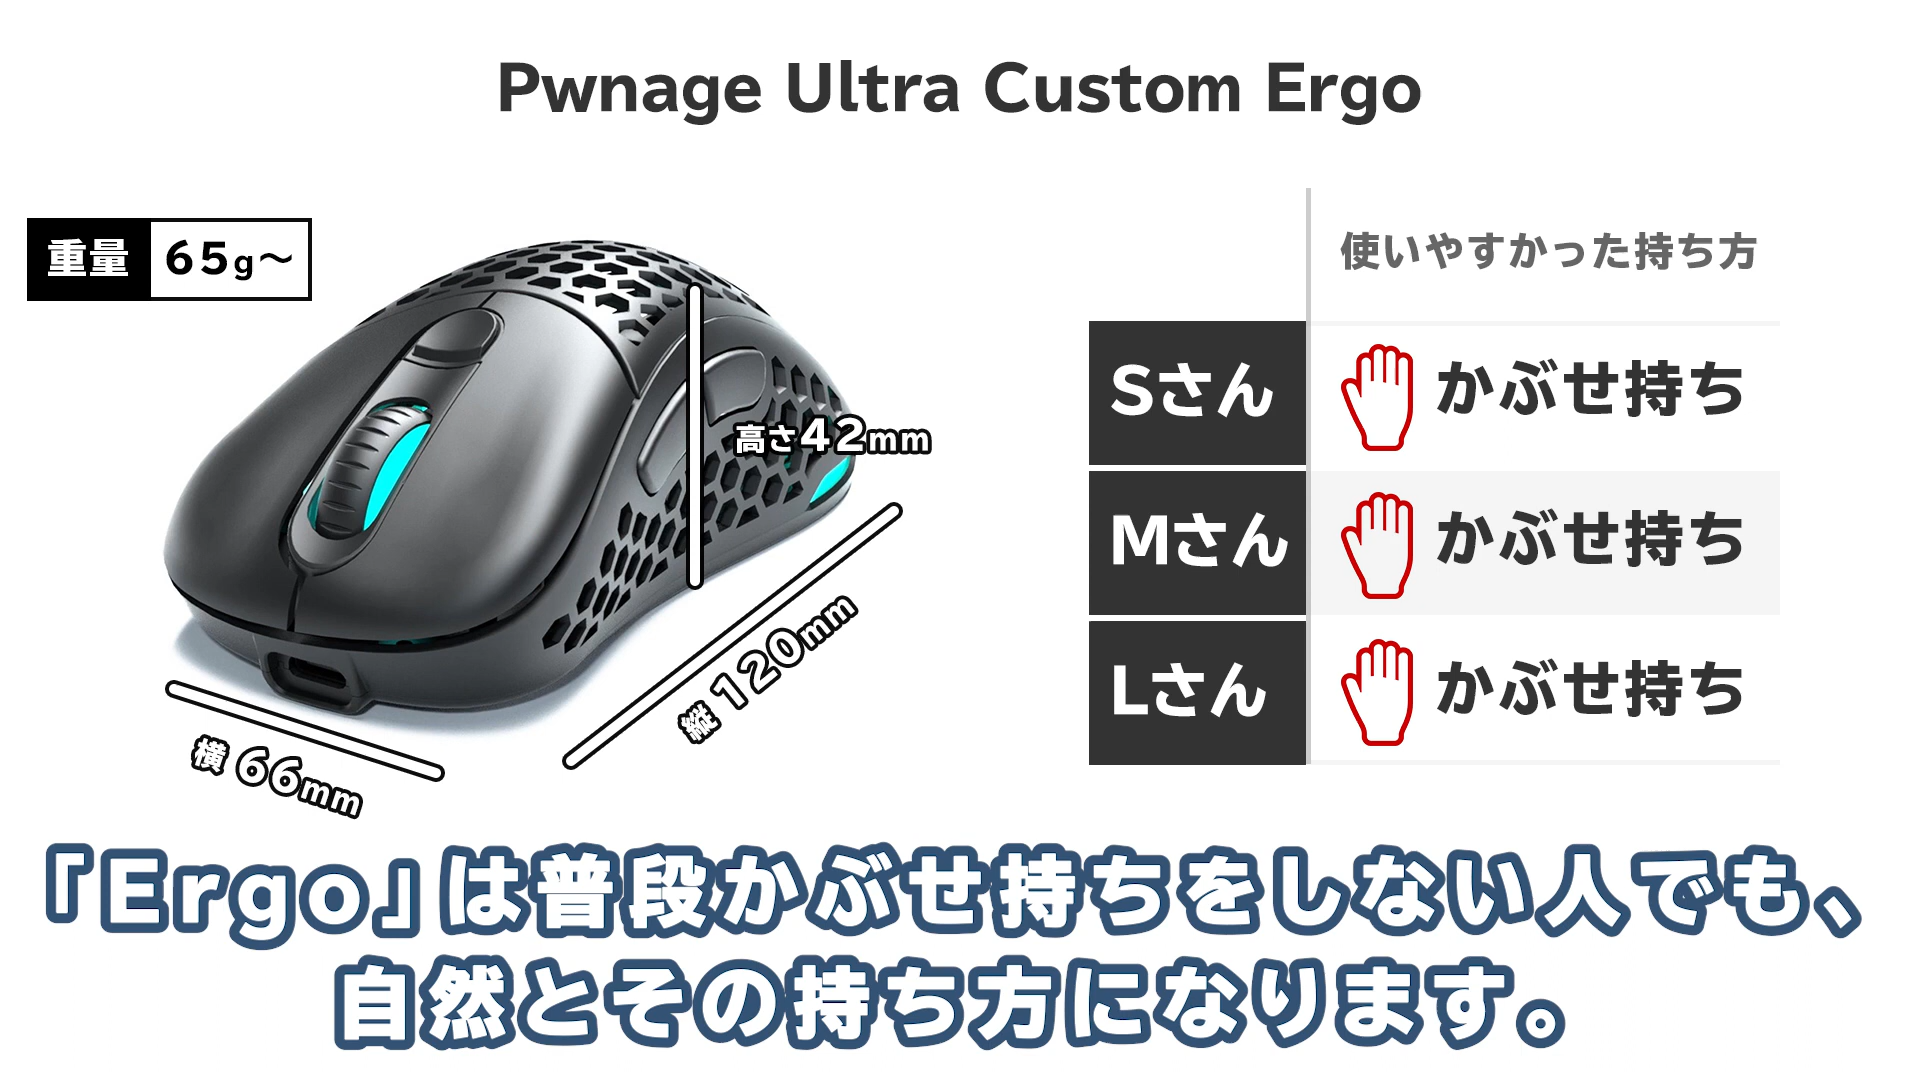 Pwnage Ultra Custom Ergo
重量 65g～
高さ42mm
縦 120mm
横 66mm
使いやすかった持ち方
Sさん かぶせ持ち
Mさん かぶせ持ち
Lさん かぶせ持ち
「Ergo」は普段かぶせ持ちをしない人でも、
自然とその持ち方になります。